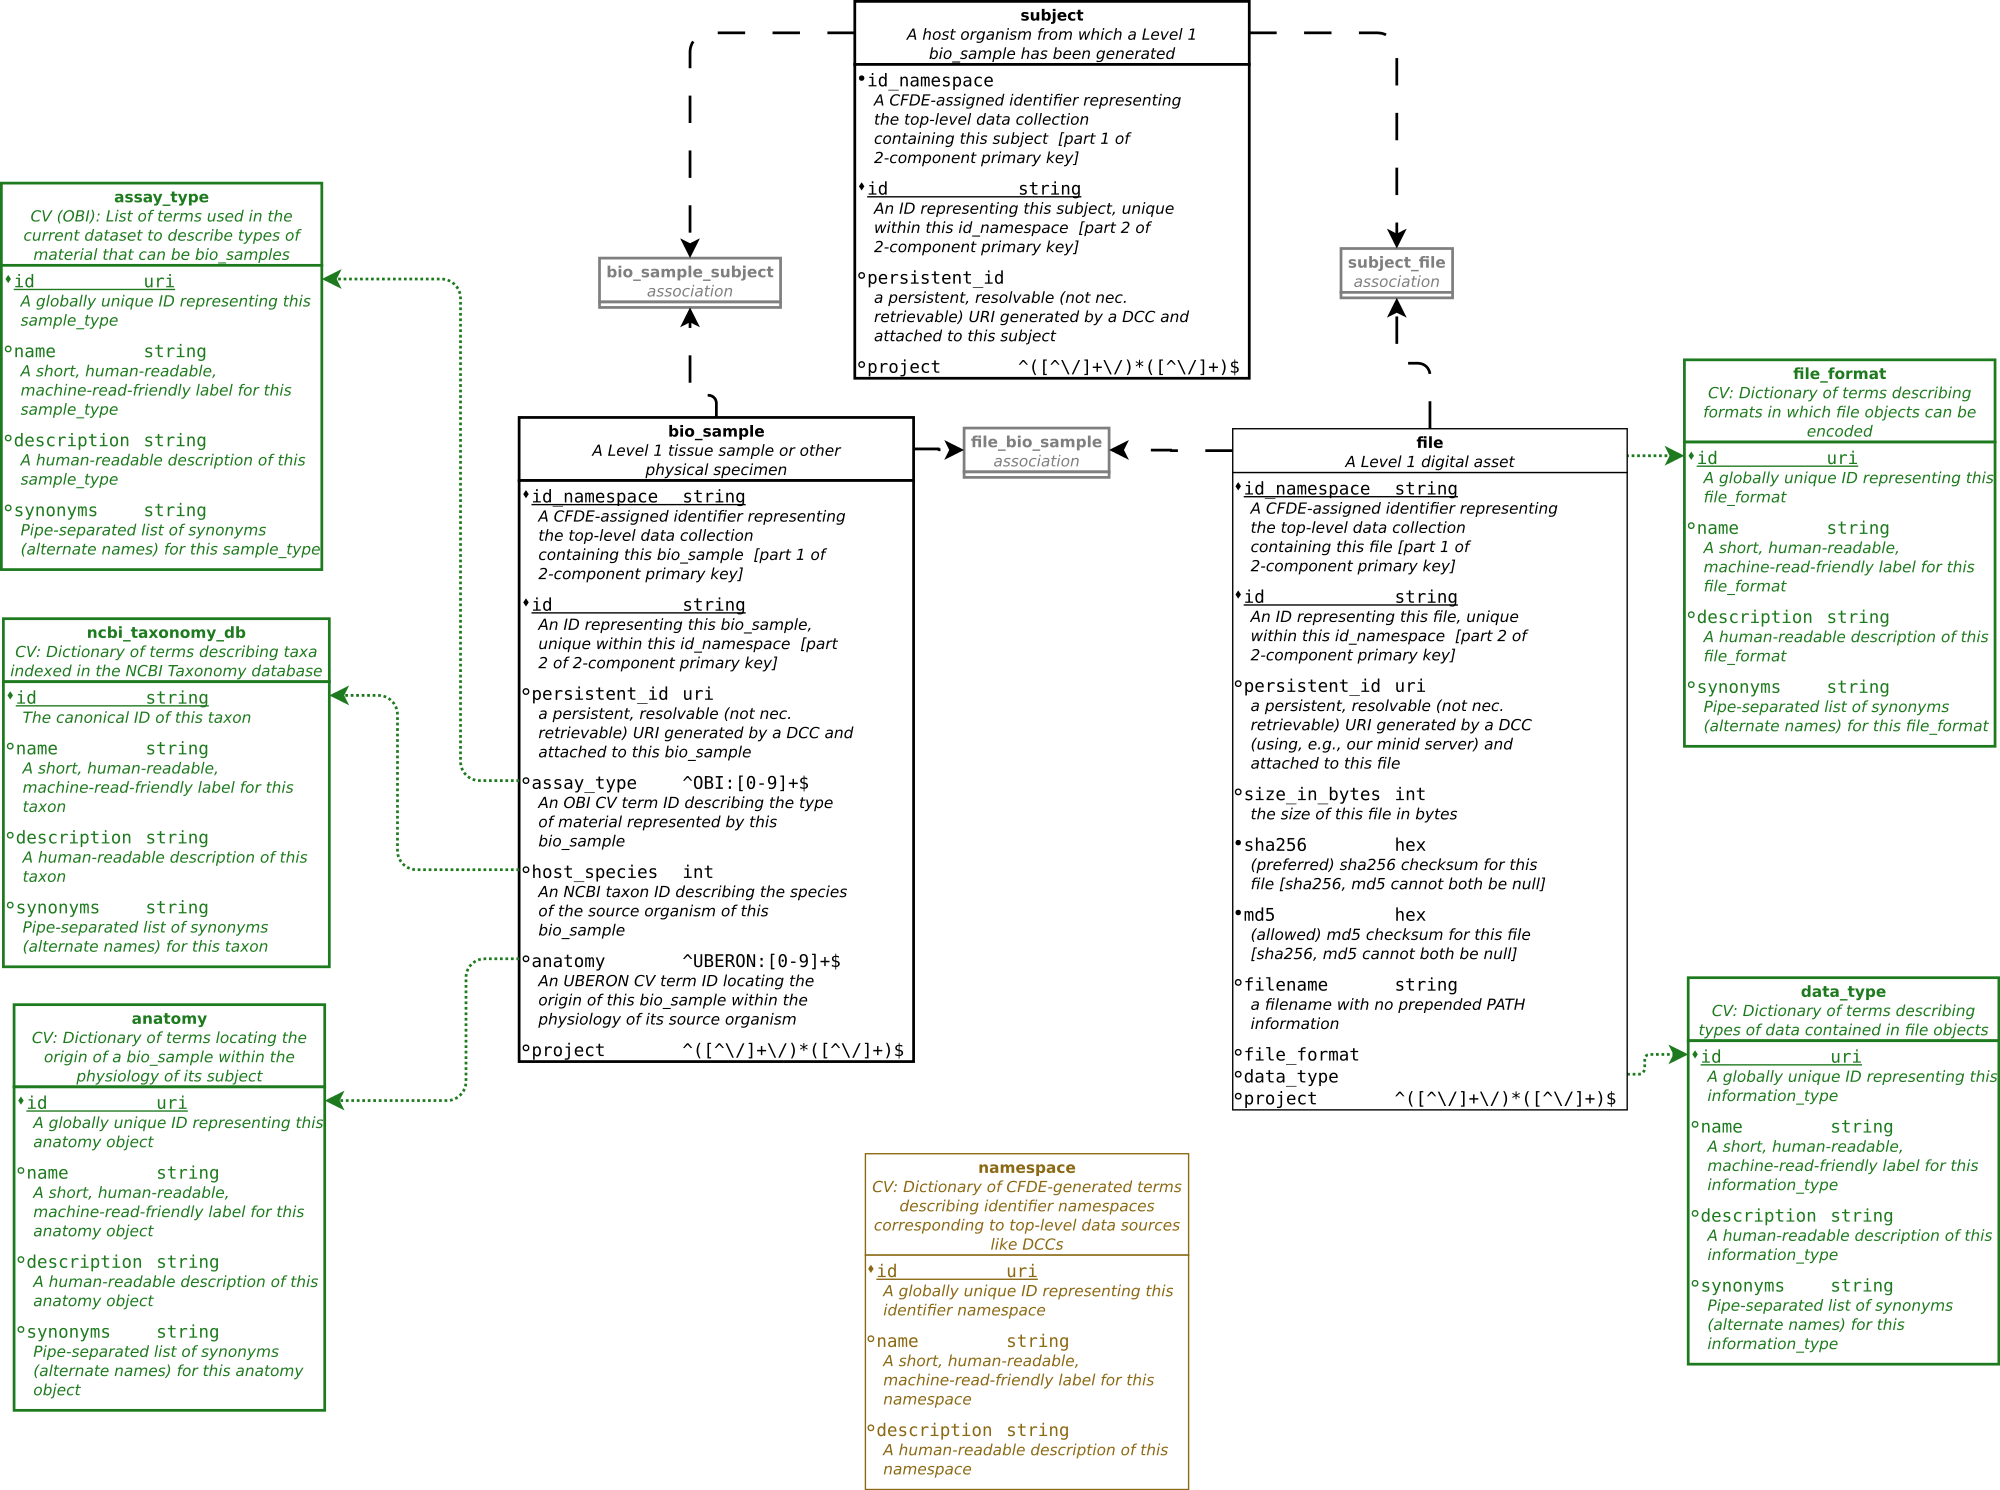 subject
A host organism from which a Level 1
bio_sample has been generated
id_namespace
A CFDE-assigned identifier representing
the top-level data collection
containing this subject [part 1 of
2-component primary key]
id string
An ID representing this subject, unique
within this id_namespace [part 2 of
2-component primary key]
persistent_id
a persistent, resolvable (not nec.
retrievable) URI generated by a DCC and
attached to this subject
project ^([^\/]+\/)*([^\/]+)$
assay_type
CV (OBI): List of terms used in the
current dataset to describe types of
material that can be bio_samples
id uri
A globally unique ID representing this
sample_type
name string
A short, human-readable,
machine-read-friendly label for this
sample_type
description string
A human-readable description of this
sample_type
synonyms string
Pipe-separated list of synonyms
(alternate names) for this sample_type
bio_sample_subject
association
subject_file
association
file_format
CV: Dictionary of terms describing
formats in which file objects can be
encoded
id uri
A globally unique ID representing this
file_format
name string
A short, human-readable,
machine-read-friendly label for this
file_format
description string
A human-readable description of this
file_format
synonyms string
Pipe-separated list of synonyms
(alternate names) for this file_format
bio_sample
A Level 1 tissue sample or other
physical specimen
id_namespace string
A CFDE-assigned identifier representing
the top-level data collection
containing this bio_sample [part 1 of
2-component primary key]
id string
An ID representing this bio_sample,
unique within this id_namespace [part
2 of 2-component primary key]
persistent_id uri
a persistent, resolvable (not nec.
retrievable) URI generated by a DCC and
attached to this bio_sample
assay_type ^OBI:[0-9]+$
An OBI CV term ID describing the type
of material represented by this
bio_sample
host_species int
An NCBI taxon ID describing the species
of the source organism of this
bio_sample
anatomy ^UBERON:[0-9]+$
An UBERON CV term ID locating the
origin of this bio_sample within the
physiology of its source organism
project ^([^\/]+\/)*([^\/]+)$
file_bio_sample
association
file
A Level 1 digital asset
id_namespace string
A CFDE-assigned identifier representing
the top-level data collection
containing this file [part 1 of
2-component primary key]
id string
An ID representing this file, unique
within this id_namespace [part 2 of
2-component primary key]
persistent_id uri
a persistent, resolvable (not nec.
retrievable) URI generated by a DCC
(using, e.g., our minid server) and
attached to this file
size_in_bytes int
the size of this file in bytes
sha256 hex
(preferred) sha256 checksum for this
file [sha256, md5 cannot both be null]
md5 hex
(allowed) md5 checksum for this file
[sha256, md5 cannot both be null]
filename string
a filename with no prepended PATH
information
file_format
data_type
project ^([^\/]+\/)*([^\/]+)$
ncbi_taxonomy_db
CV: Dictionary of terms describing taxa
indexed in the NCBI Taxonomy database
id string
The canonical ID of this taxon
name string
A short, human-readable,
machine-read-friendly label for this
taxon
description string
A human-readable description of this
taxon
synonyms string
Pipe-separated list of synonyms
(alternate names) for this taxon
anatomy
CV: Dictionary of terms locating the
origin of a bio_sample within the
physiology of its subject
id uri
A globally unique ID representing this
anatomy object
name string
A short, human-readable,
machine-read-friendly label for this
anatomy object
description string
A human-readable description of this
anatomy object
synonyms string
Pipe-separated list of synonyms
(alternate names) for this anatomy
object
data_type
CV: Dictionary of terms describing
types of data contained in file objects
id uri
A globally unique ID representing this
information_type
name string
A short, human-readable,
machine-read-friendly label for this
information_type
description string
A human-readable description of this
information_type
synonyms string
Pipe-separated list of synonyms
(alternate names) for this
information_type
namespace
CV: Dictionary of CFDE-generated terms
describing identifier namespaces
corresponding to top-level data sources
like DCCs
id uri
A globally unique ID representing this
identifier namespace
name string
A short, human-readable,
machine-read-friendly label for this
namespace
description string
A human-readable description of this
namespace